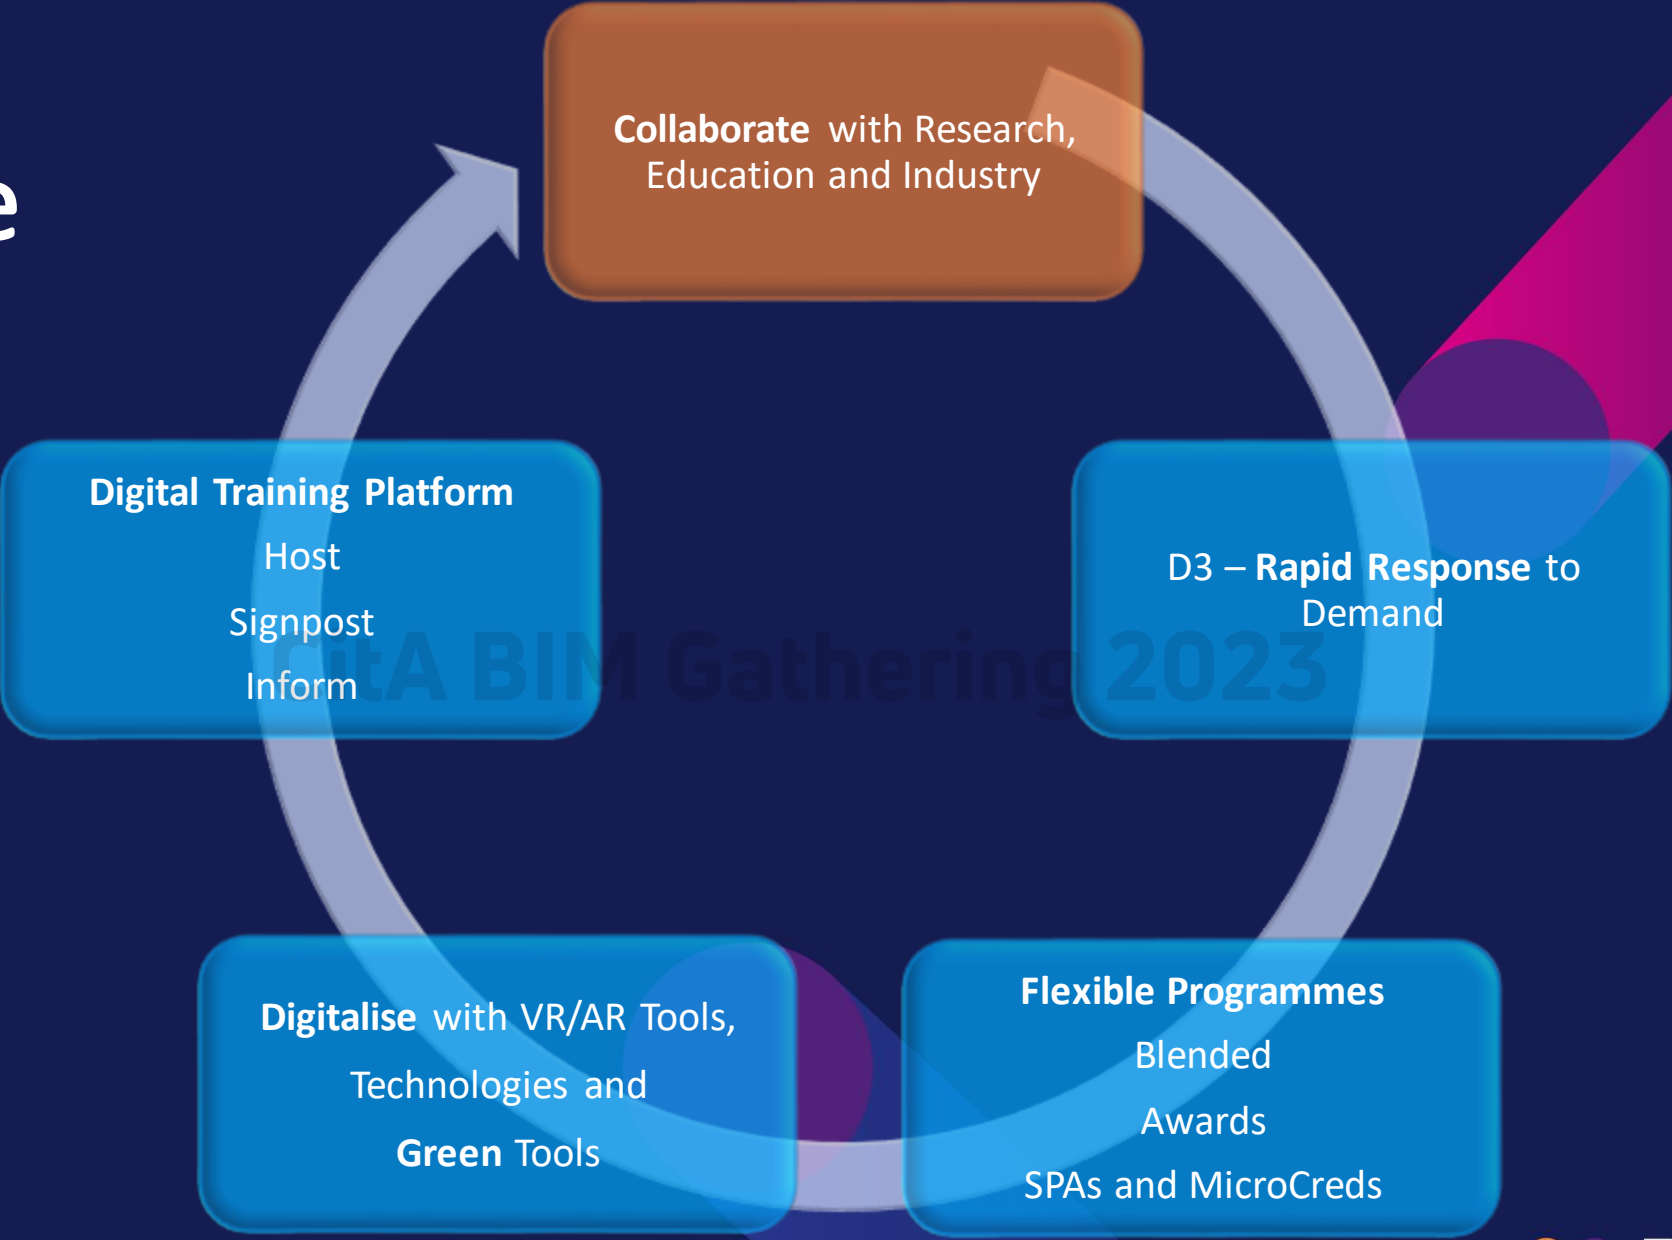 e
Collaborate with Research,
Education and Industry
D3 – Rapid Response to
Demand
Flexible Programmes
Blended
Awards
SPAs and MicroCreds
Digitalise with VR/AR Tools,
Technologies and
Green Tools
Digital Training Platform
Host
Signpost
Inform
CitA BIM Gathering 2023